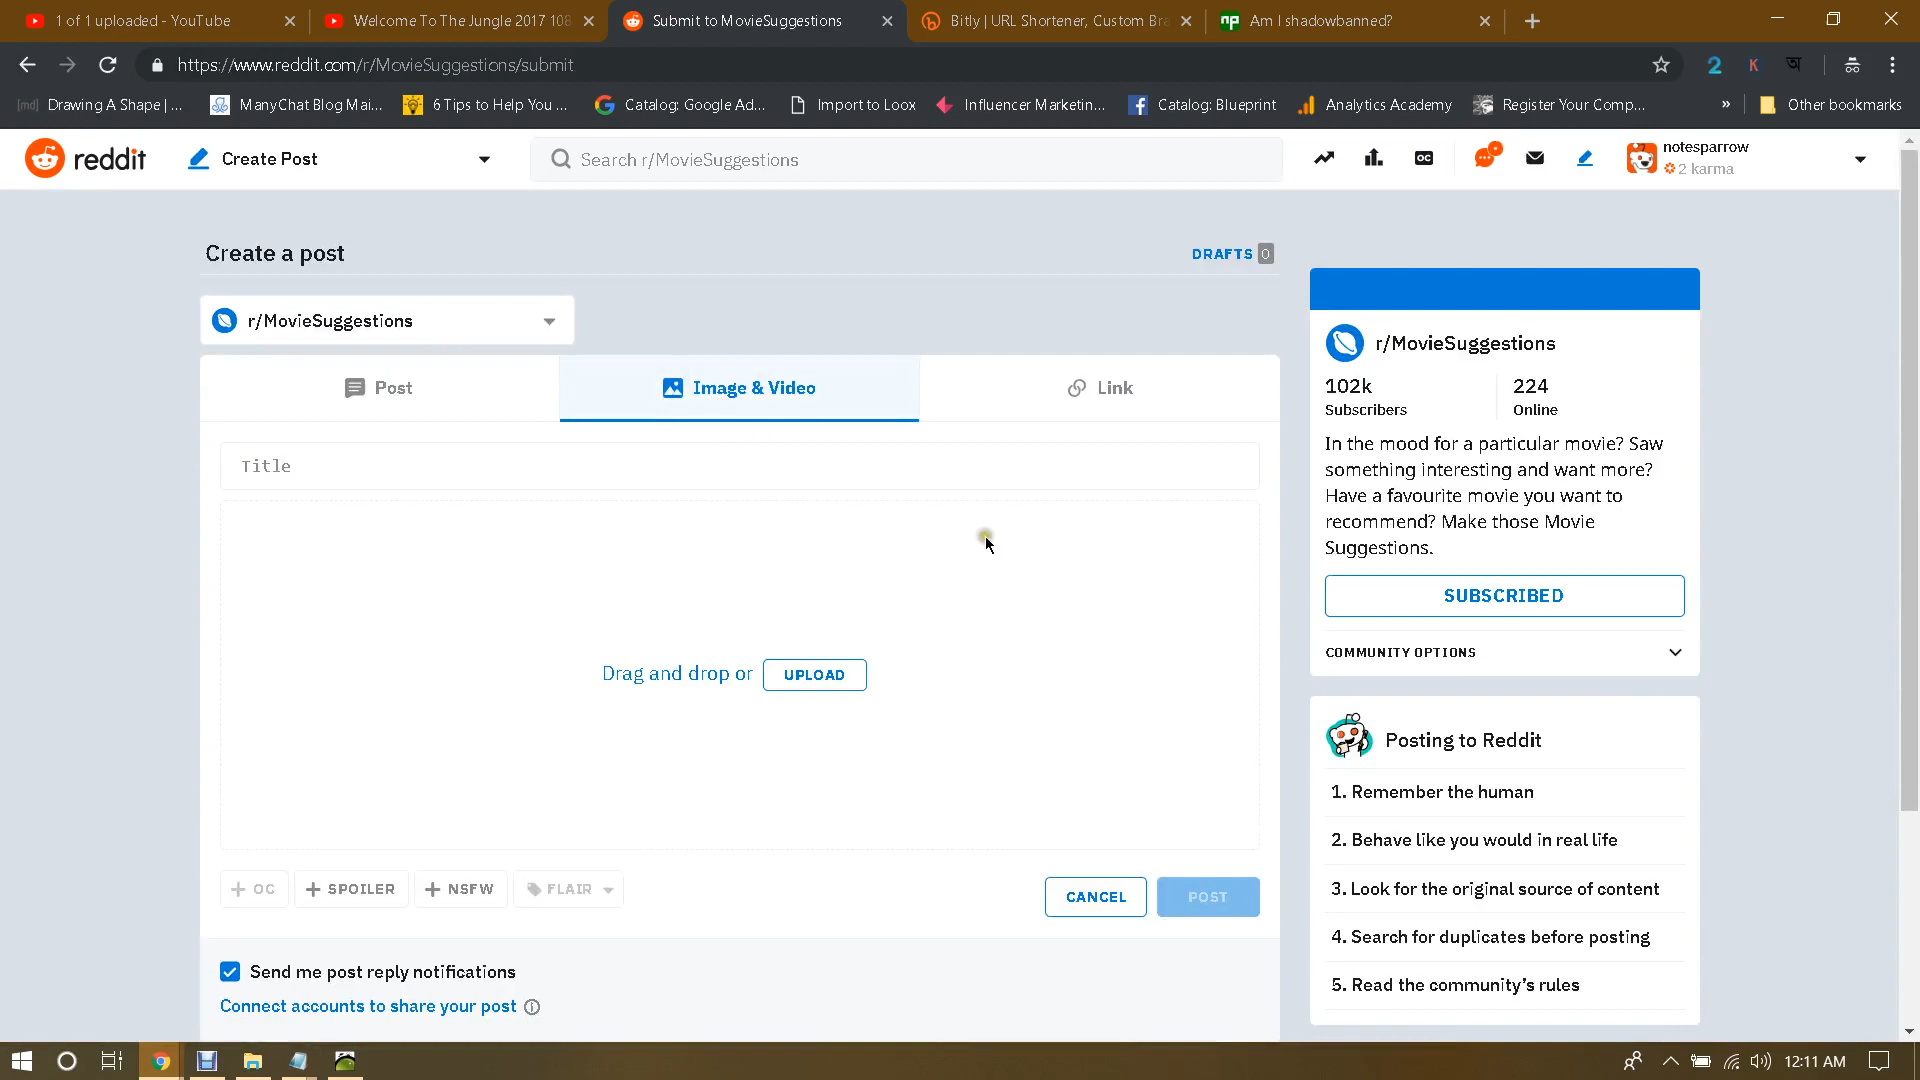 1 of 1 uploaded - YouTube
Welcome To The Jungle 2017 108
Submit to MovieSuggestions
Bitly | URL Shortener, Custom Bra
np
Am I shadowbanned?
https://www.reddit.com/r/MovieSuggestions/submit
2
K
অ
[md] Drawing A Shape | ...
ManyChat Blog Mai...
6 Tips to Help You ...
Catalog: Google Ad...
Import to Loox
Influencer Marketin...
Catalog: Blueprint
Analytics Academy
Register Your Comp...
»
Other bookmarks
reddit
Create Post
Search r/MovieSuggestions
OC
notesparrow
2 karma
Create a post
DRAFTS 0
r/MovieSuggestions
Post
Image & Video
Link
Title
Drag and drop or UPLOAD
+ OC
+ SPOILER
+ NSFW
FLAIR
CANCEL
POST
Send me post reply notifications
Connect accounts to share your post
r/MovieSuggestions
102k
Subscribers
224
Online
In the mood for a particular movie? Saw
something interesting and want more?
Have a favourite movie you want to
recommend? Make those Movie
Suggestions.
SUBSCRIBED
COMMUNITY OPTIONS
Posting to Reddit
1. Remember the human
2. Behave like you would in real life
3. Look for the original source of content
4. Search for duplicates before posting
5. Read the community's rules
12:11 AM